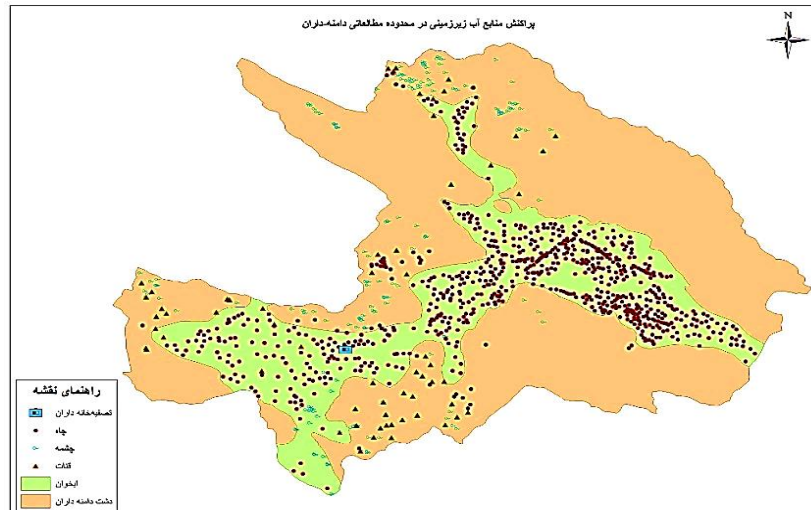 پراکنش منابع آب زیرزمینی در محدوده مطالعاتی دامنه-داران
N
راهنمای نقشه
تصفیه‌خانه داران
چاه
چشمه
قنات
آبخوان
دشت دامنه داران